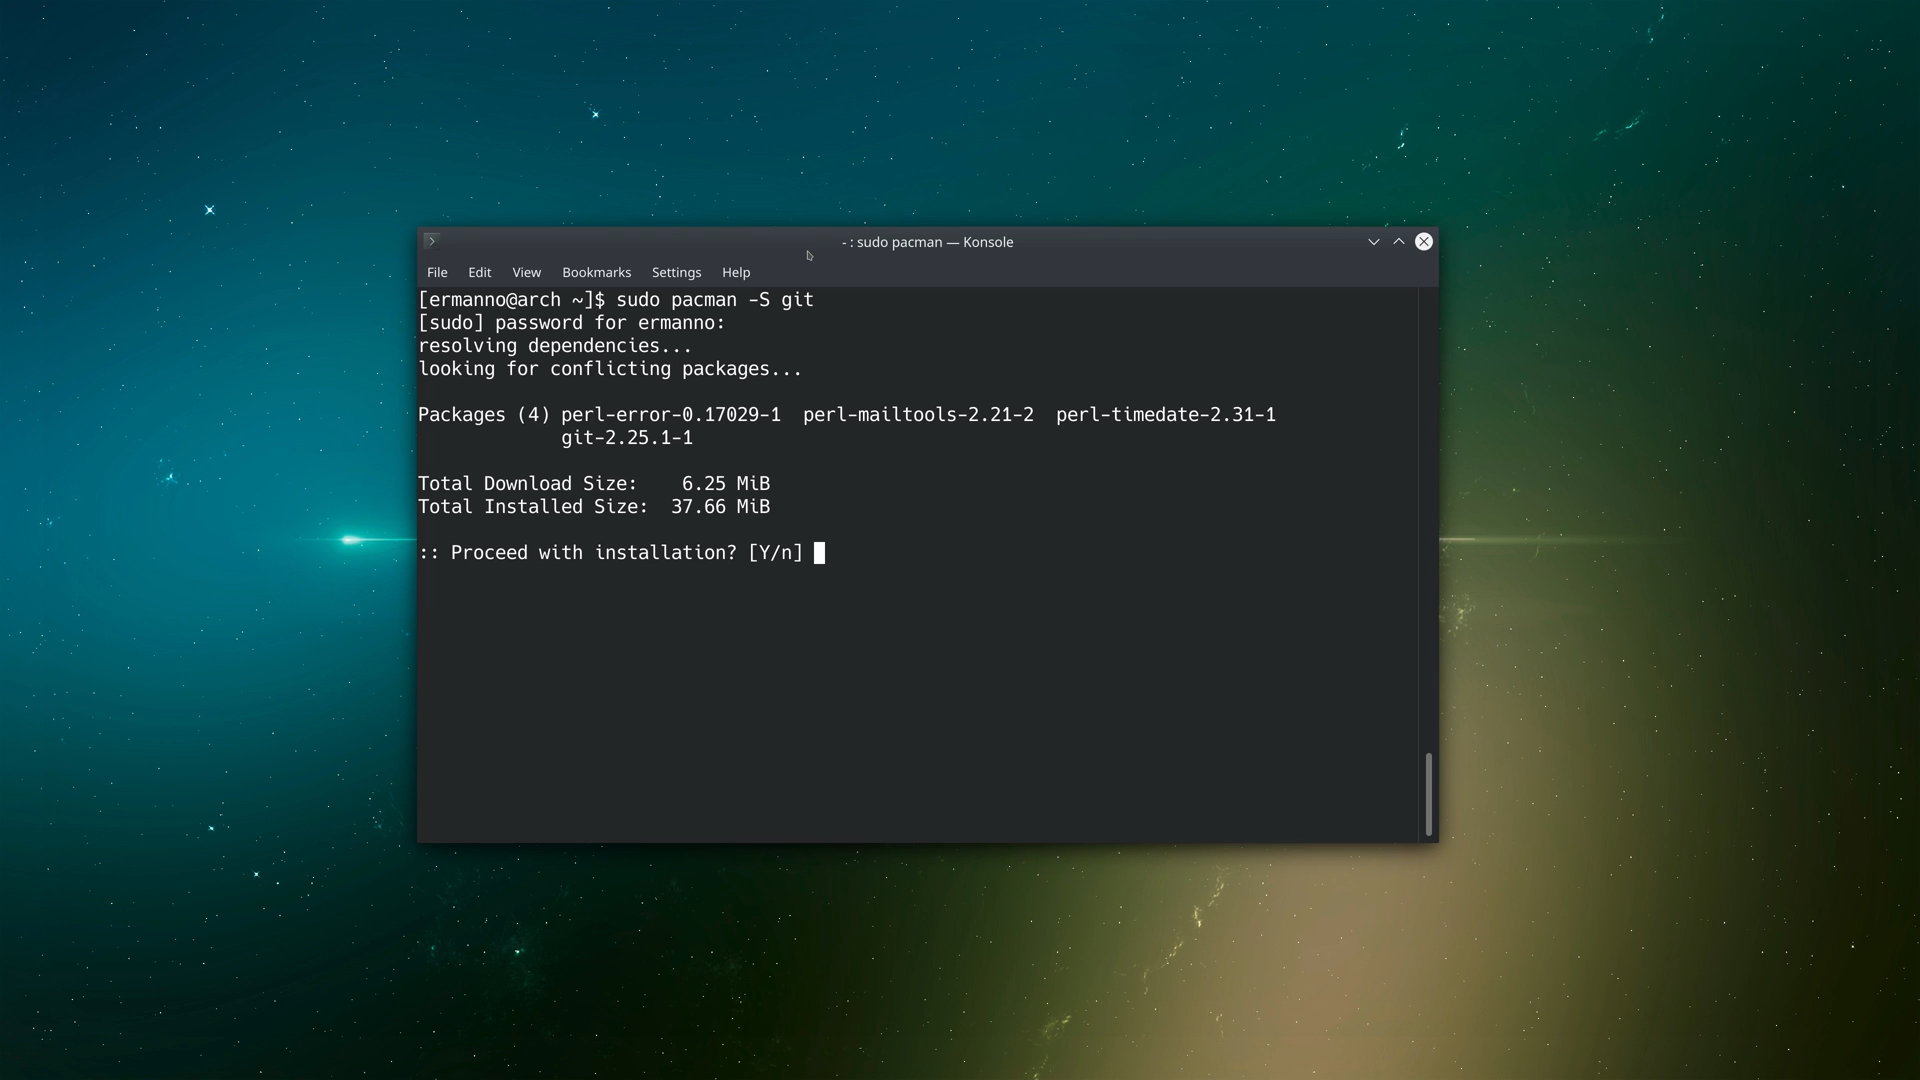 - : sudo pacman — Konsole
File Edit View Bookmarks Settings Help
[ermanno@arch ~]$ sudo pacman -S git
[sudo] password for ermanno:
resolving dependencies...
looking for conflicting packages...
Packages (4) perl-error-0.17029-1  perl-mailtools-2.21-2  perl-timedate-2.31-1
             git-2.25.1-1
Total Download Size:    6.25 MiB
Total Installed Size:  37.66 MiB
:: Proceed with installation? [Y/n]